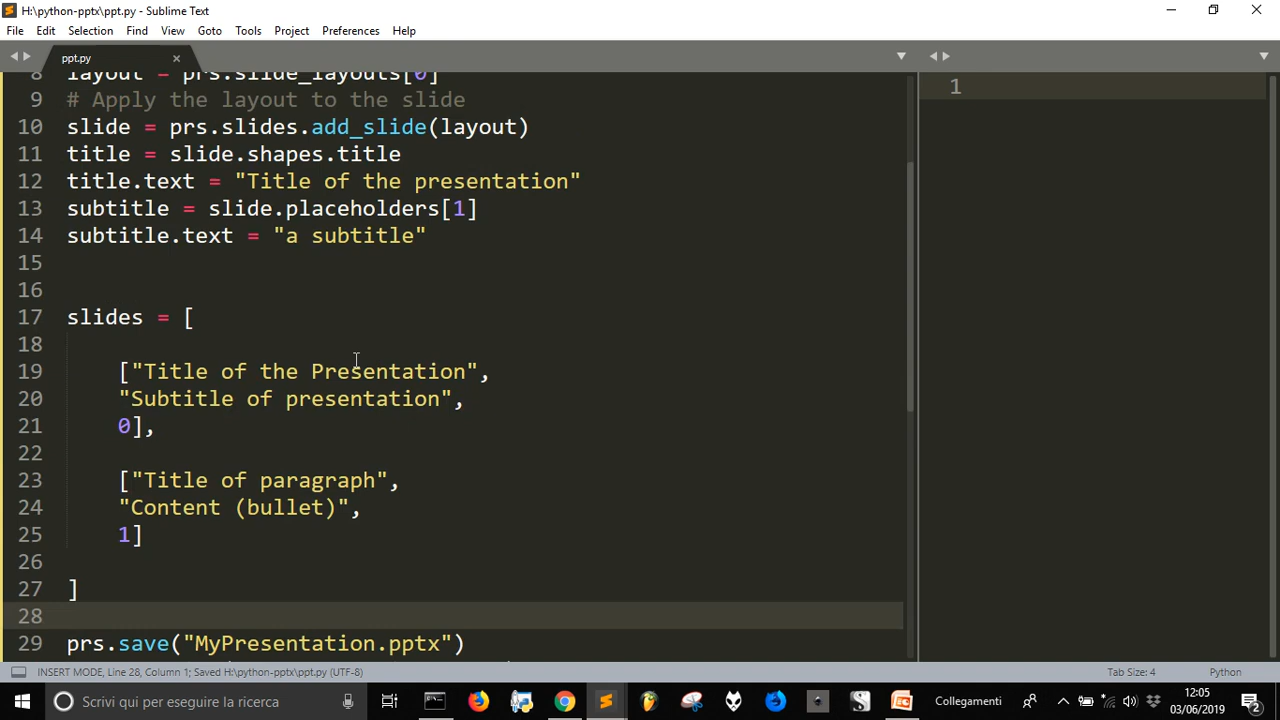 H:\python-pptx\ppt.py - Sublime Text
File Edit Selection Find View Goto Tools Project Preferences Help
ppt.py
8 layout = prs.slide_layouts[0]
9 # Apply the layout to the slide
10 slide = prs.slides.add_slide(layout)
11 title = slide.shapes.title
12 title.text = "Title of the presentation"
13 subtitle = slide.placeholders[1]
14 subtitle.text = "a subtitle"
15
16
17 slides = [
18
19 ["Title of the Presentation",
20 "Subtitle of presentation",
21 0],
22
23 ["Title of paragraph",
24 "Content (bullet)",
25 1]
26
27 ]
28
29 prs.save("MyPresentation.pptx")
1
INSERT MODE, Line 28, Column 1; Saved H:\python-pptx\ppt.py (UTF-8)
Tab Size: 4
Python
Scrivi qui per eseguire la ricerca
Collegamenti
12:05
03/06/2019
2